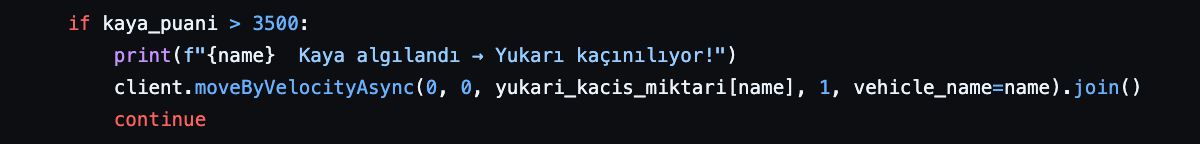 if kaya_puani > 3500:
    print(f"{name}  Kaya algılandı → Yukarı kaçınılıyor!")
    client.moveByVelocityAsync(0, 0, yukari_kacis_miktari[name], 1, vehicle_name=name).join()
    continue